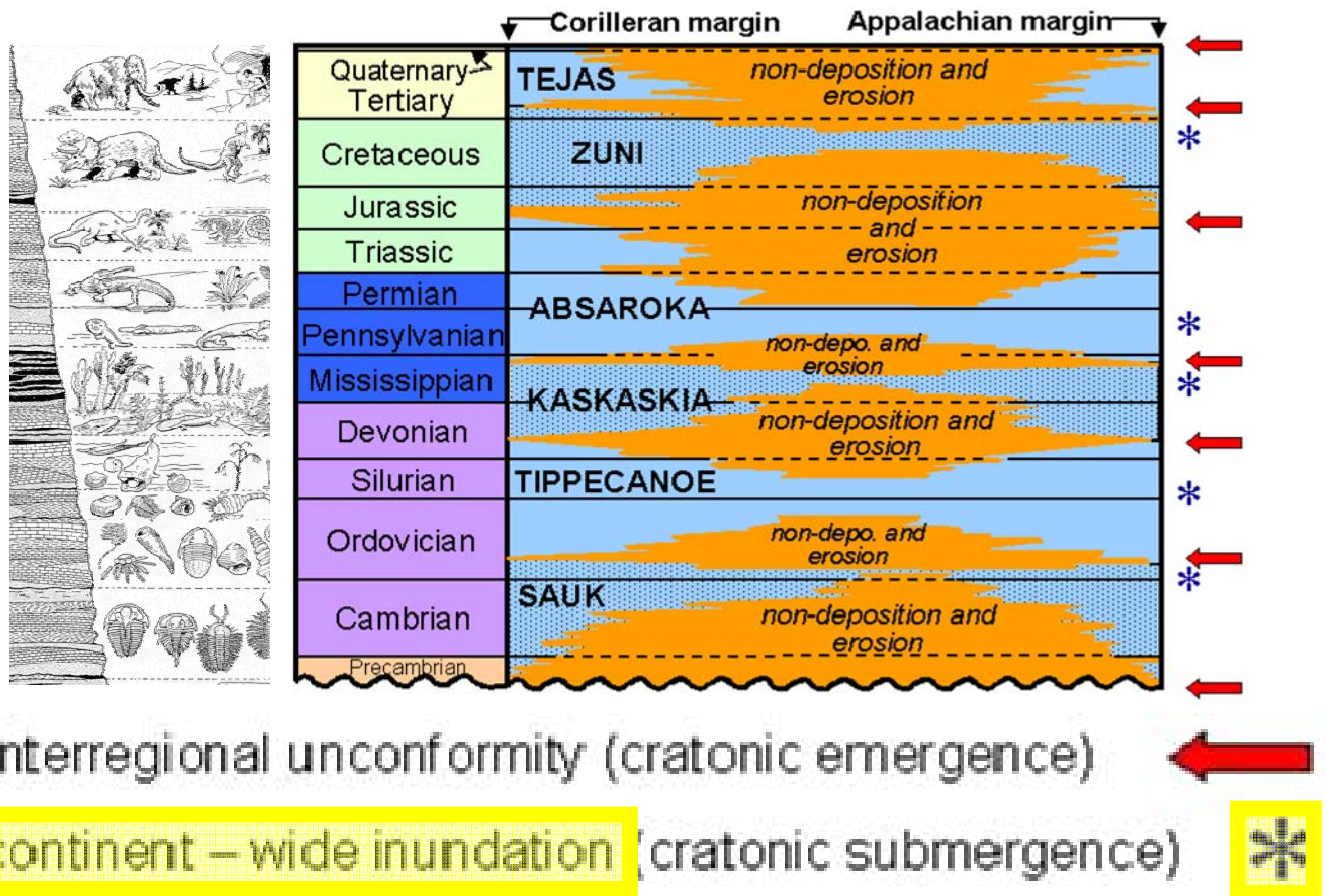 Corilleran margin Appalachian margin
Quaternary
Tertiary
TEJAS
non-deposition and
erosion
Cretaceous
ZUNI
Jurassic
non-deposition
and
erosion
Triassic
Permian
ABSAROKA
Pennsylvanian
non-depo. and
erosion
Mississippian
KASKASKIA
Devonian
non-deposition and
erosion
Silurian
TIPPECANOE
Ordovician
non-depo. and
erosion
SAUK
Cambrian
non-deposition and
erosion
Precambrian
nterregional unconformity (cratonic emergence)
continent – wide inundation (cratonic submergence) *